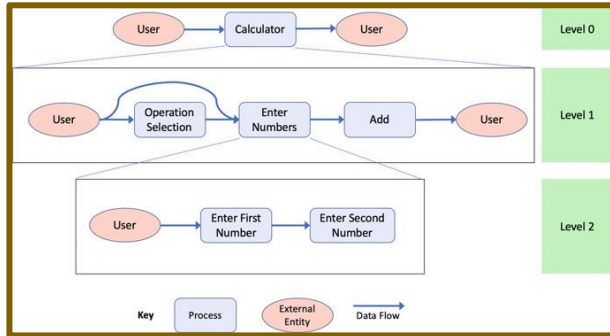 User
Calculator
User
Level 0
User
Operation
Selection
Enter
Numbers
Add
User
Level 1
User
Enter First
Number
Enter Second
Number
Level 2
Key
Process
External
Entity
Data Flow